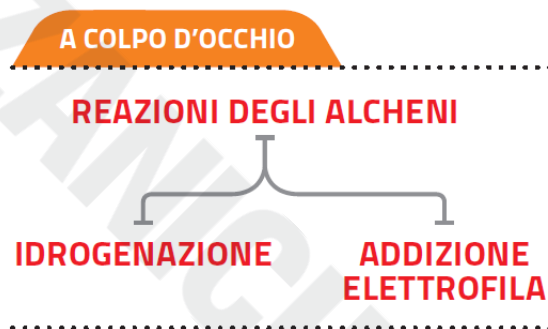 A COLPO D'OCCHIO
REAZIONI DEGLI ALCHENI
IDROGENAZIONE
ADDIZIONE
ELETTROFILA